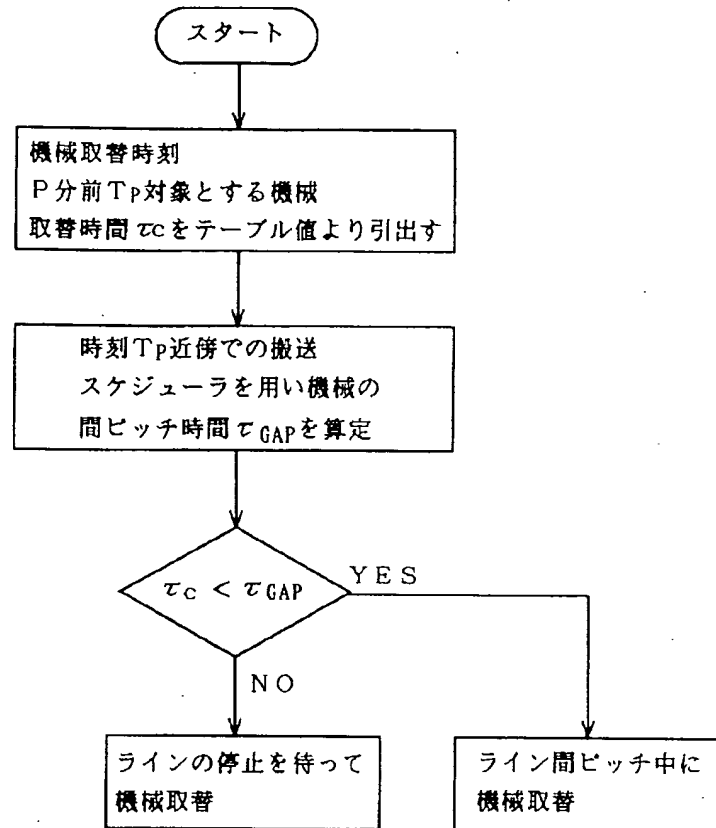 スタート
機械取替時刻
P分前TP対象とする機械
取替時間τcをテーブル値より引出す
時刻TP近傍での搬送
スケジューラを用い機械の
間ピッチ時間τGAPを算定
τc < τGAP
YES
NO
ラインの停止を待って
機械取替
ライン間ピッチ中に
機械取替